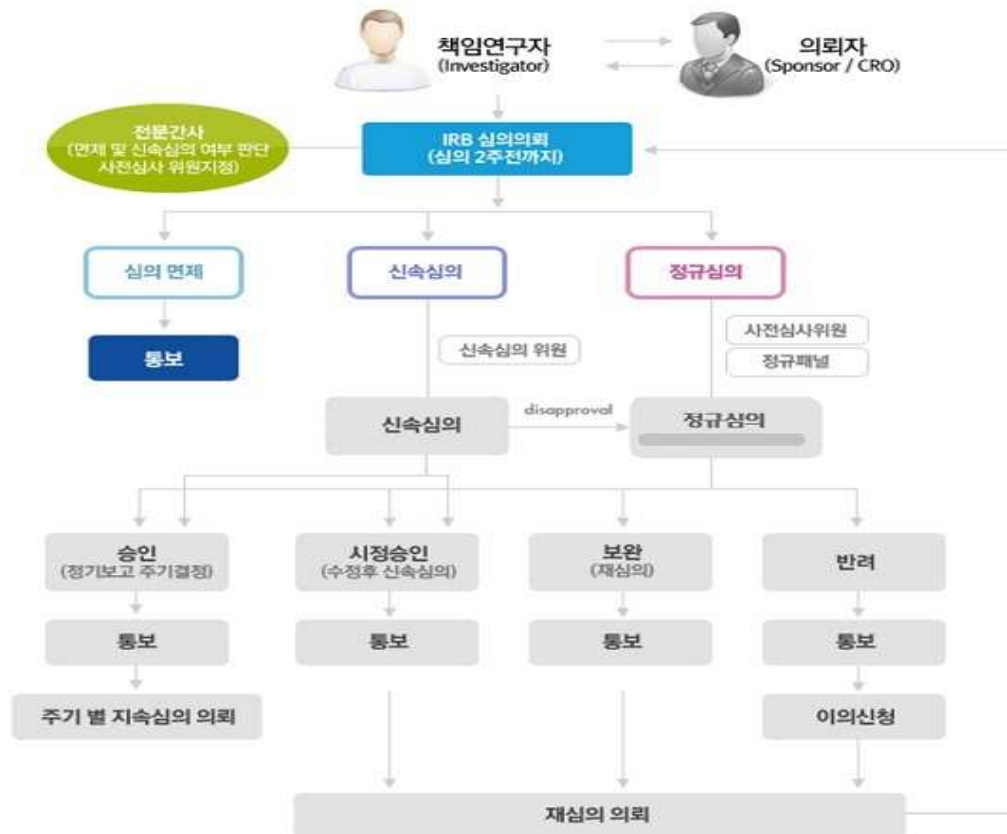 책임연구자
(Investigator)
의뢰자
(Sponsor / CRO)
전문간사
(면제 및 신속심의 여부 판단
사전심사 위원지정)
IRB 심의의뢰
(심의 2주전까지)
심의 면제
신속심의
정규심의
통보
신속심의 위원
사전심사위원
정규패널
신속심의
disapproval
정규심의
승인
(정기보고 주기결정)
시정승인
(수정후 신속심의)
보완
(재심의)
반려
통보
통보
통보
통보
주기 별 지속심의 의뢰
이의신청
재심의 의뢰